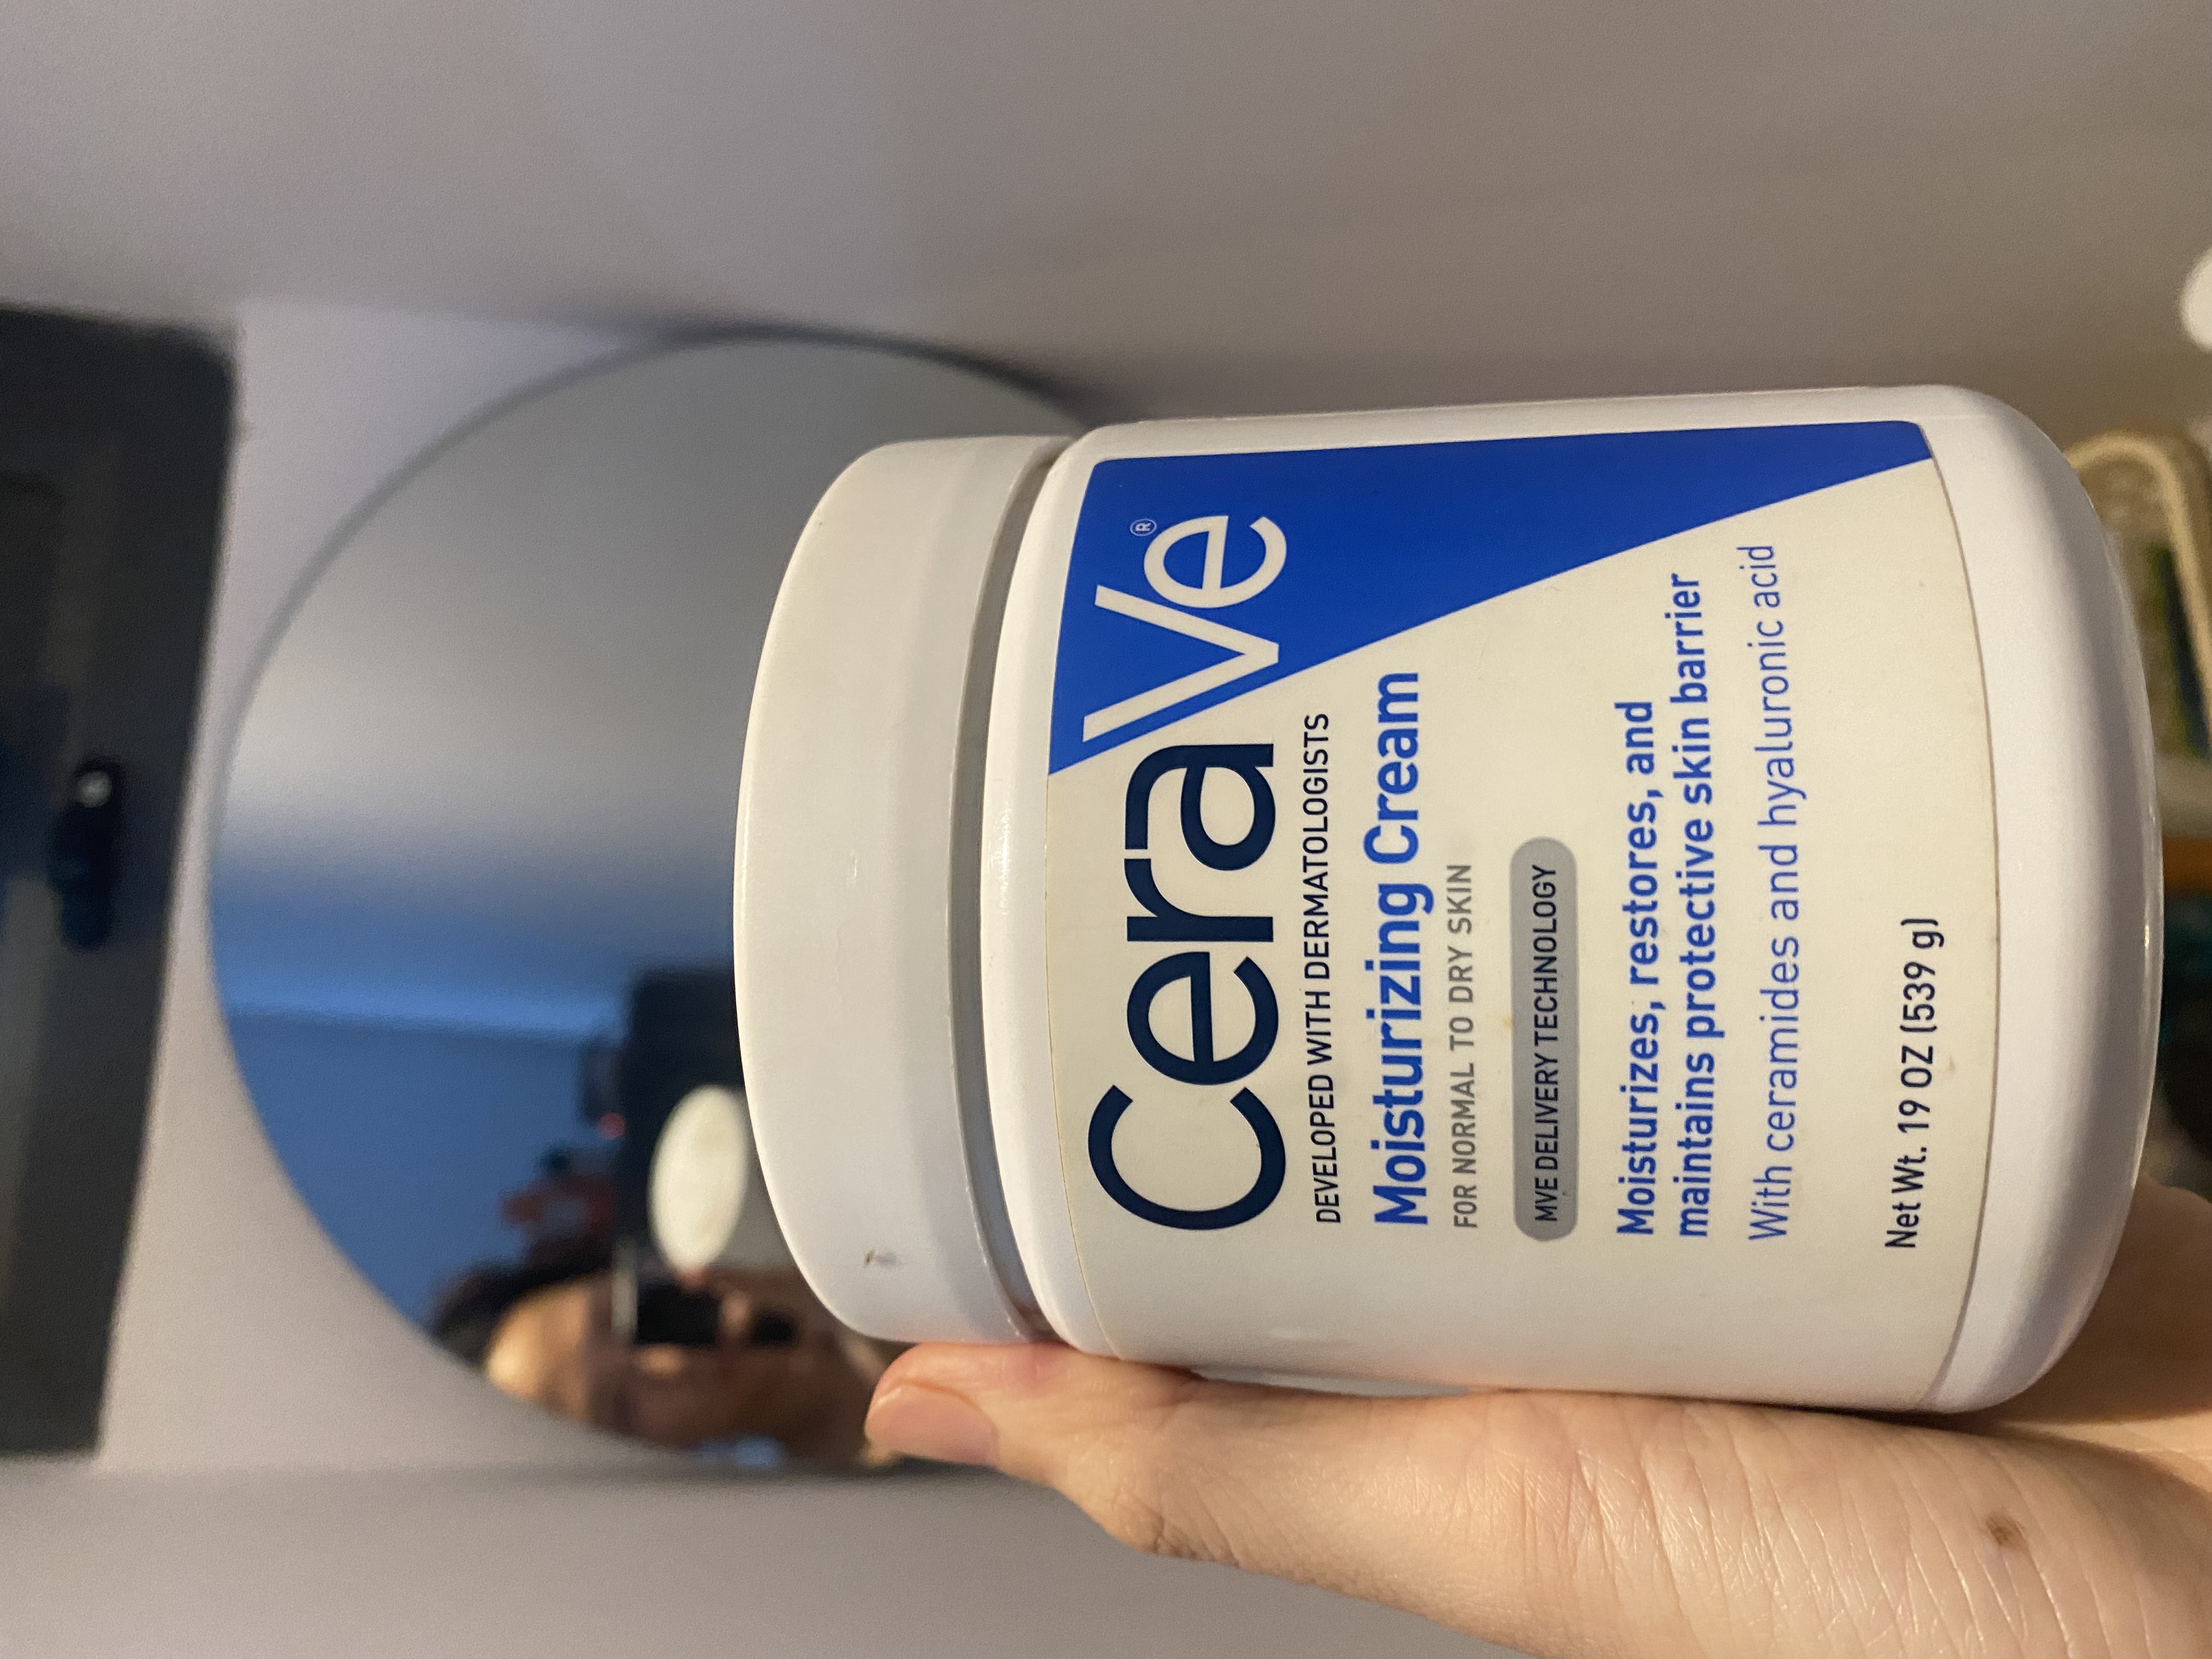 CeraVe®
DEVELOPED WITH DERMATOLOGISTS
Moisturizing Cream
FOR NORMAL TO DRY SKIN
MVE DELIVERY TECHNOLOGY
Moisturizes, restores, and
maintains protective skin barrier
With ceramides and hyaluronic acid
Net Wt. 19 OZ (539 g)